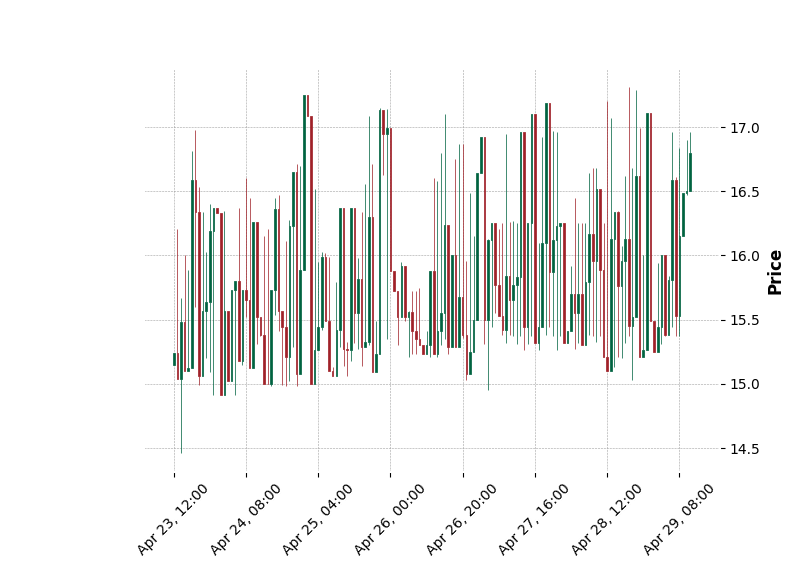 17.0
16.5
16.0
15.5
15.0
14.5
Price
Apr 23, 12:00
Apr 24, 08:00
Apr 25, 04:00
Apr 26, 00:00
Apr 26, 20:00
Apr 27, 16:00
Apr 28, 12:00
Apr 29, 08:00